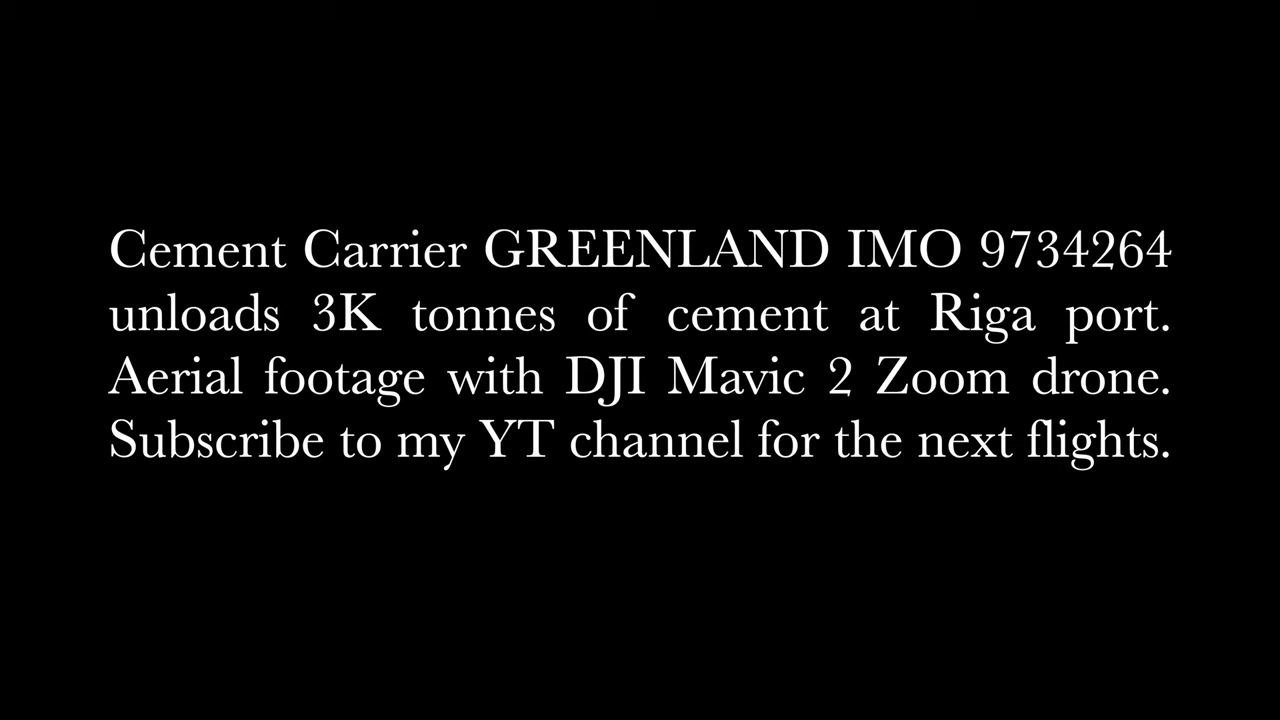 Cement Carrier GREENLAND IMO 9734264
unloads 3K tonnes of cement at Riga port.
Aerial footage with DJI Mavic 2 Zoom drone.
Subscribe to my YT channel for the next flights.